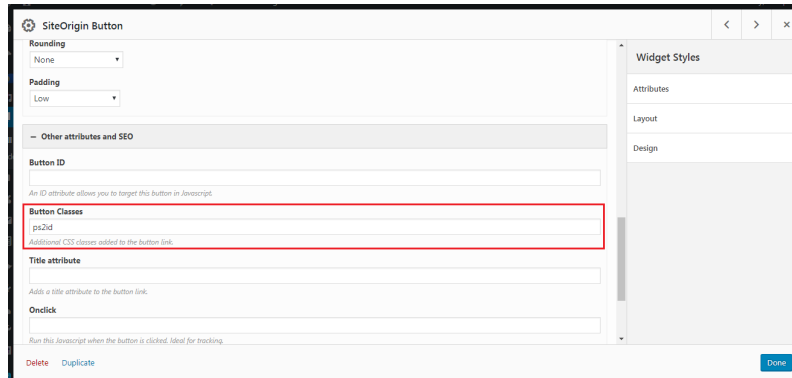 SiteOrigin Button
Rounding
None
Padding
Low
Other attributes and SEO
Button ID
An ID attribute allows you to target this button in Javascript.
Button Classes
ps2id
Additional CSS classes added to the button link.
Title attribute
Adds a title attribute to the button link.
Onclick
Run this Javascript when the button is clicked. Ideal for tracking.
Delete Duplicate
Widget Styles
Attributes
Layout
Design
Done